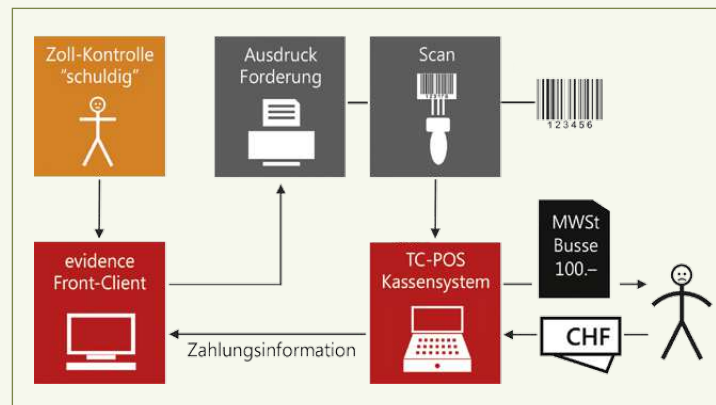 Zoll-Kontrolle
"schuldig"
Ausdruck
Forderung
Scan
123456
evidence
Front-Client
TC-POS
Kassensystem
MWSt
Busse
100.–
Zahlungsinformation
CHF